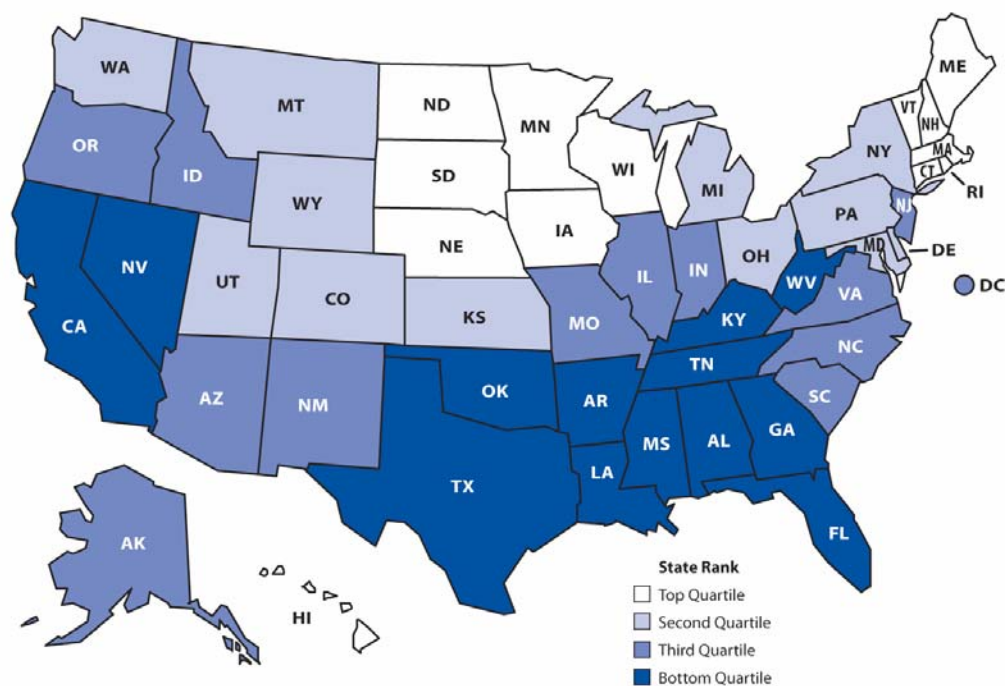 WA
MT
ND
MN
ME
VT
NH
OR
ID
SD
WI
NY
MA
CT
RI
WY
MI
PA
NJ
NE
IA
NV
UT
CO
IL
IN
OH
MD
DE
DC
CA
KS
MO
WV
VA
KY
NC
AZ
NM
OK
AR
TN
SC
MS
AL
GA
TX
LA
FL
AK
HI
State Rank
Top Quartile
Second Quartile
Third Quartile
Bottom Quartile